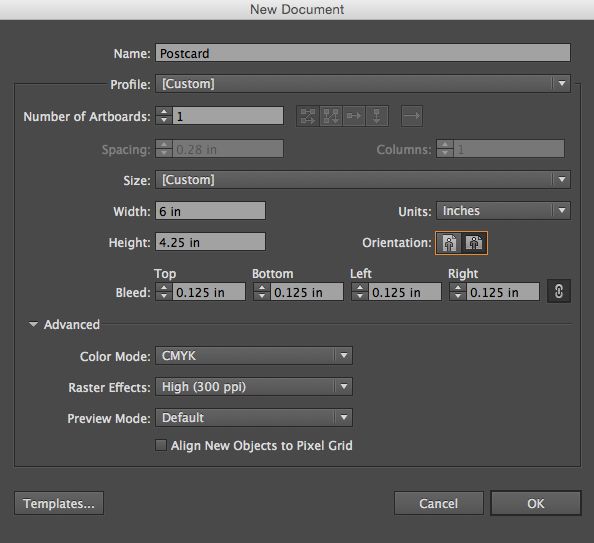 New Document
Name: Postcard
Profile: [Custom]
Number of Artboards: 1
Spacing: 0.28 in Columns: 1
Size: [Custom]
Width: 6 in Units: Inches
Height: 4.25 in Orientation:
Top Bottom Left Right
Bleed: 0.125 in 0.125 in 0.125 in 0.125 in
Advanced
Color Mode: CMYK
Raster Effects: High (300 ppi)
Preview Mode: Default
Align New Objects to Pixel Grid
Templates... Cancel OK